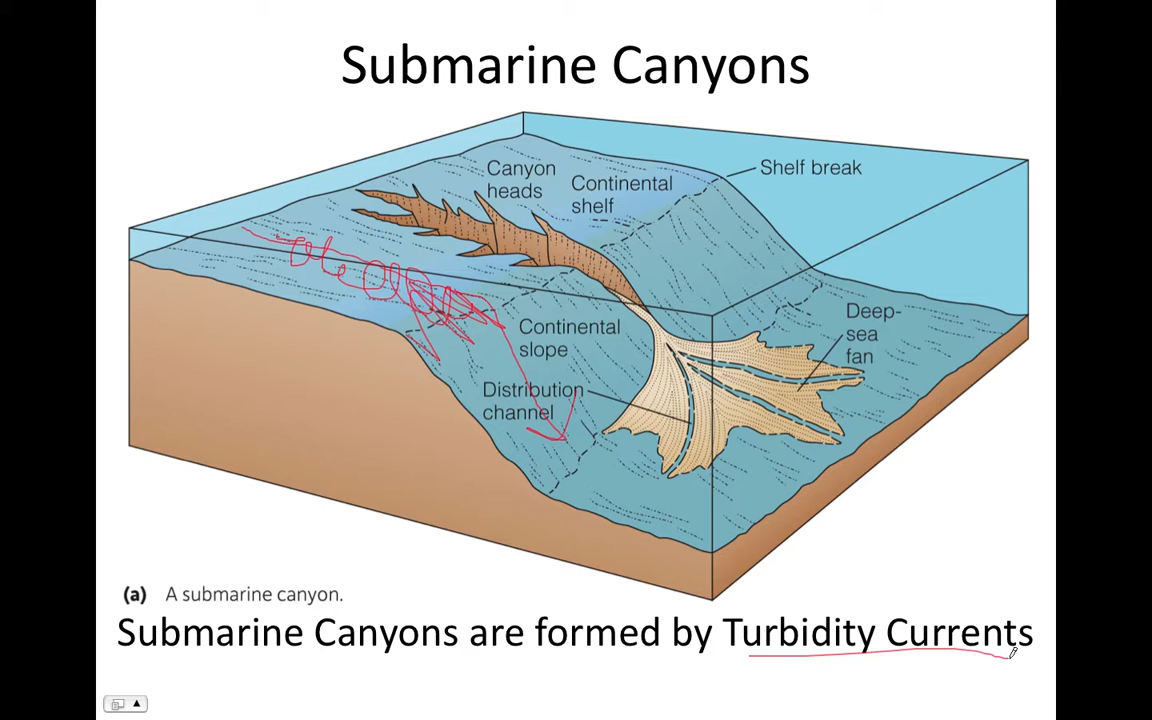 Submarine Canyons
Canyon
heads
Continental
shelf
Shelf break
Continental
slope
Deep-
sea
fan
Distribution
channel
(a) A submarine canyon.
Submarine Canyons are formed by Turbidity Currents